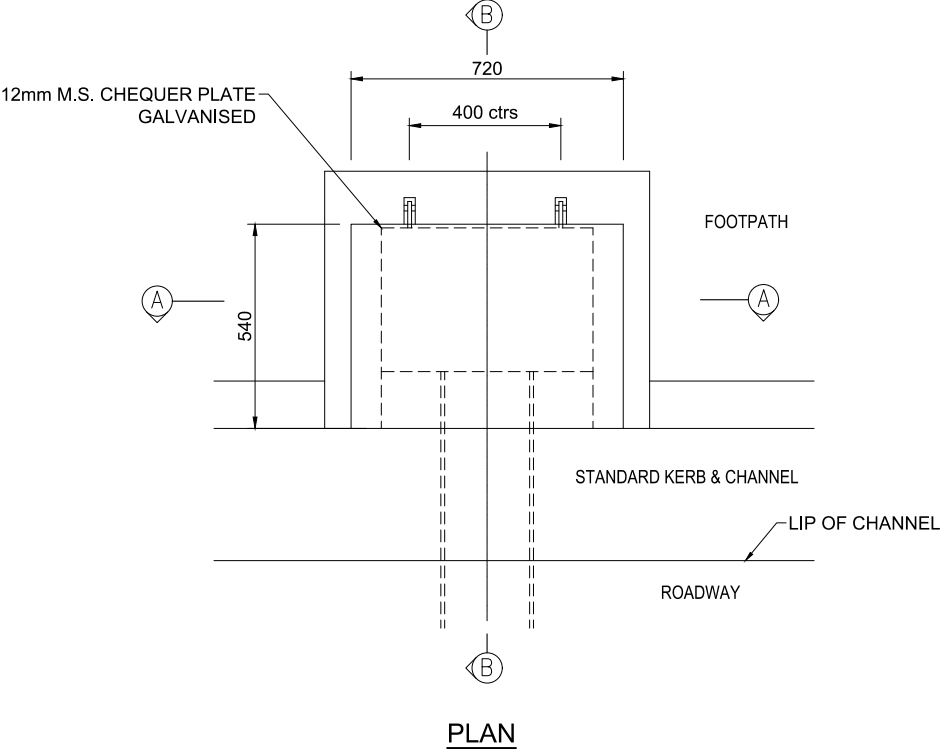 B
720
12mm M.S. CHEQUER PLATE
GALVANISED
400 ctrs
FOOTPATH
A
A
540
STANDARD KERB & CHANNEL
LIP OF CHANNEL
ROADWAY
B
PLAN